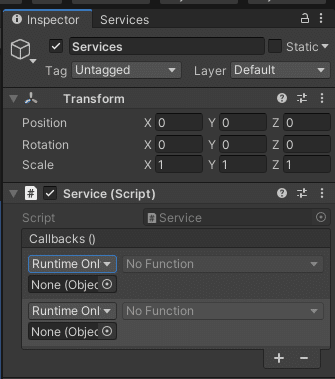 Inspector Services
Services Static
Tag Untagged Layer Default
Transform
Position X 0 Y 0 Z 0
Rotation X 0 Y 0 Z 0
Scale X 1 Y 1 Z 1
# Service (Script)
Script # Service
Callbacks ()
Runtime Onl No Function
None (Objec
Runtime Onl No Function
None (Objec
+ −